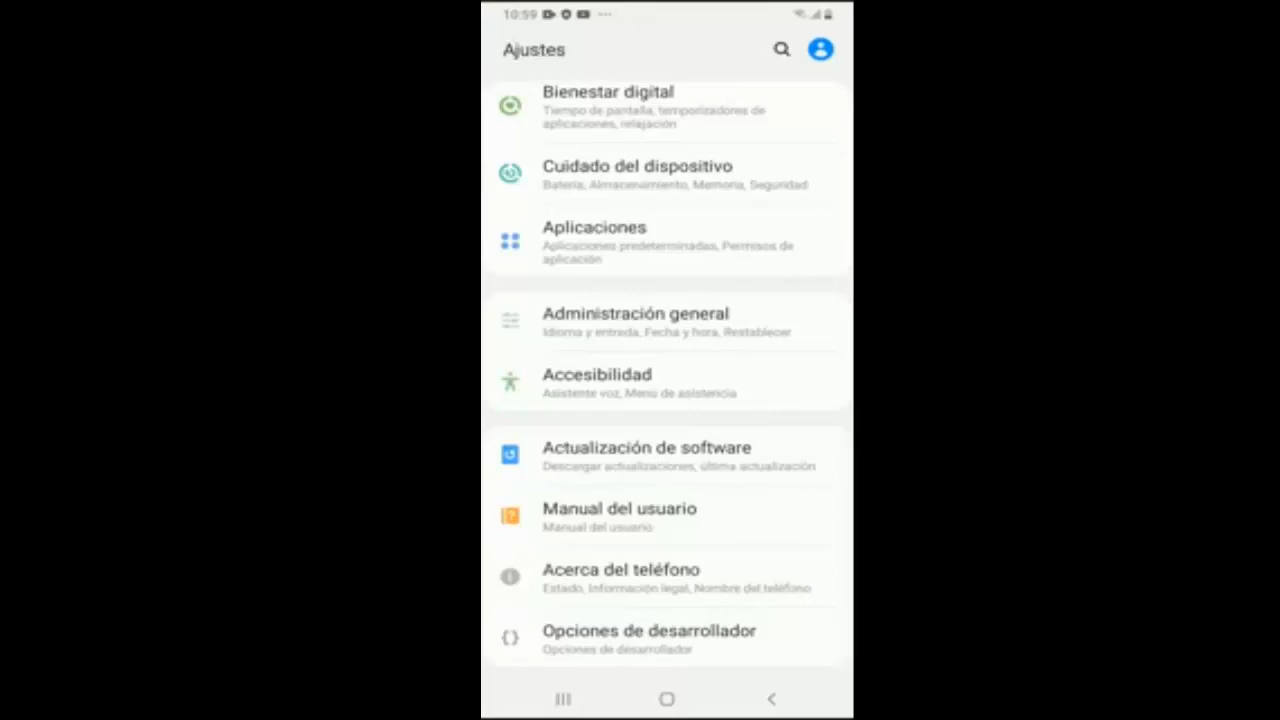 10:59
Ajustes
Bienestar digital
Tiempo de pantalla, temporizadores de
aplicaciones, relajación
Cuidado del dispositivo
Batería, Almacenamiento, Memoria, Seguridad
Aplicaciones
Aplicaciones predeterminadas, Permisos de
aplicación
Administración general
Idioma y entrada, Fecha y hora, Restablecer
Accesibilidad
Asistente voz, Menú de asistencia
Actualización de software
Descargar actualizaciones, última actualización
Manual del usuario
Manual del usuario
Acerca del teléfono
Estado, Información legal, Nombre del teléfono
Opciones de desarrollador
Opciones de desarrollador